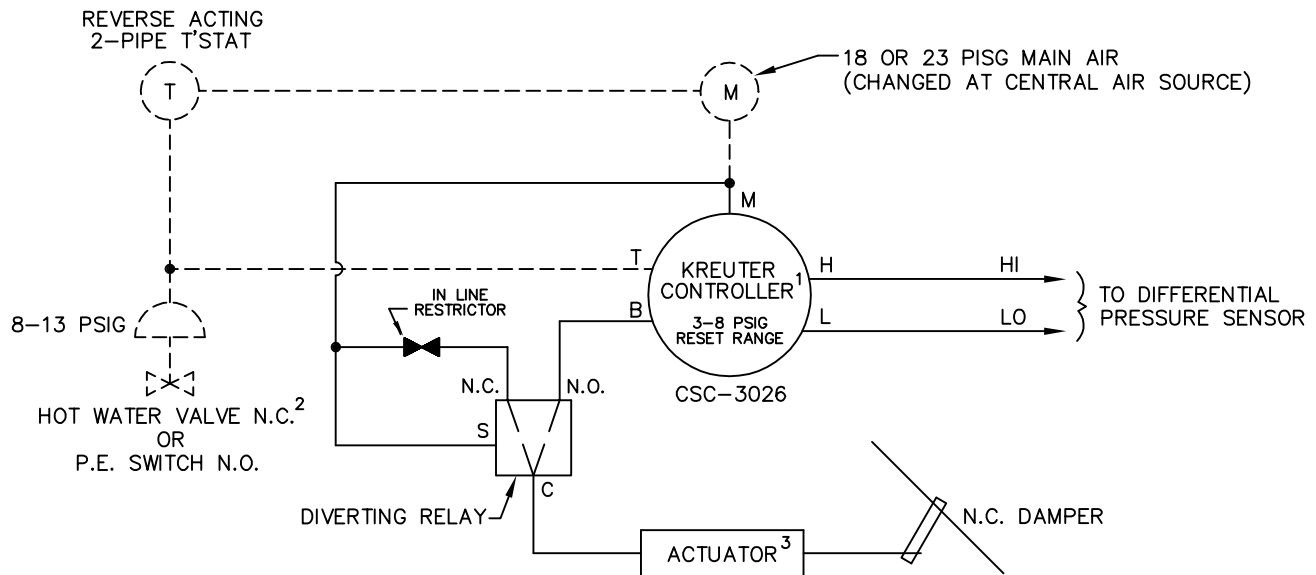 REVERSE ACTING
2-PIPE T'STAT
T
M
18 OR 23 PISG MAIN AIR
(CHANGED AT CENTRAL AIR SOURCE)
M
T
KREUTER
CONTROLLER1
3-8 PSIG
RESET RANGE
B
H
HI
L
LO
TO DIFFERENTIAL
PRESSURE SENSOR
CSC-3026
8-13 PSIG
IN LINE
RESTRICTOR
N.C.
N.O.
S
C
HOT WATER VALVE N.C.2
OR
P.E. SWITCH N.O.
DIVERTING RELAY
ACTUATOR3
N.C. DAMPER